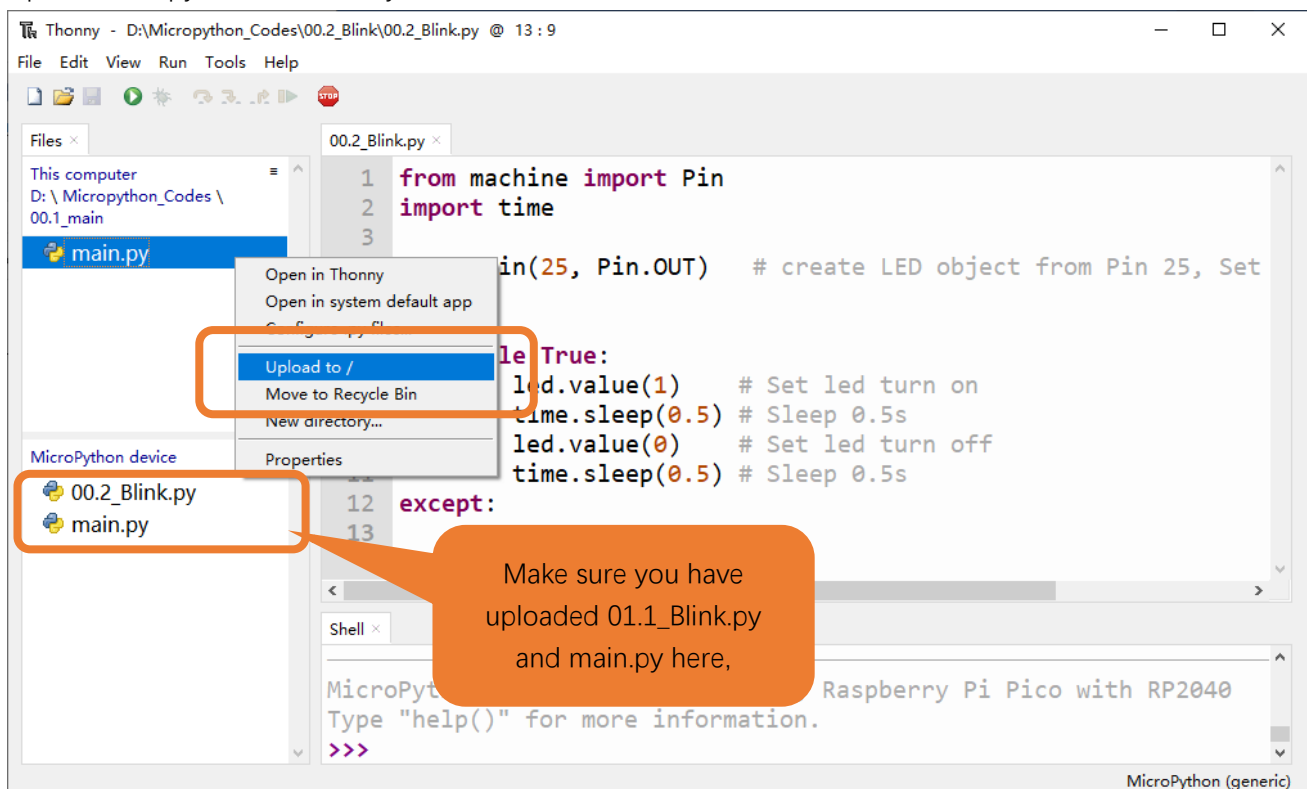 Thonny - D:\Micropython_Codes\00.2_Blink\00.2_Blink.py @ 13 : 9
File Edit View Run Tools Help
STOP
Files
This computer
D: \ Micropython_Codes \
00.1_main
main.py
Open in Thonny
Open in system default app
Upload to /
Move to Recycle Bin
New directory...
Properties
MicroPython device
00.2_Blink.py
main.py
00.2_Blink.py
1 from machine import Pin
2 import time
3
in(25, Pin.OUT) # create LED object from Pin 25, Set
le True:
led.value(1) # Set led turn on
time.sleep(0.5) # Sleep 0.5s
led.value(0) # Set led turn off
11 time.sleep(0.5) # Sleep 0.5s
12 except:
13
Make sure you have
uploaded 01.1_Blink.py
and main.py here,
Shell
MicroPyt Raspberry Pi Pico with RP2040
Type "help()" for more information.
>>>
MicroPython (generic)